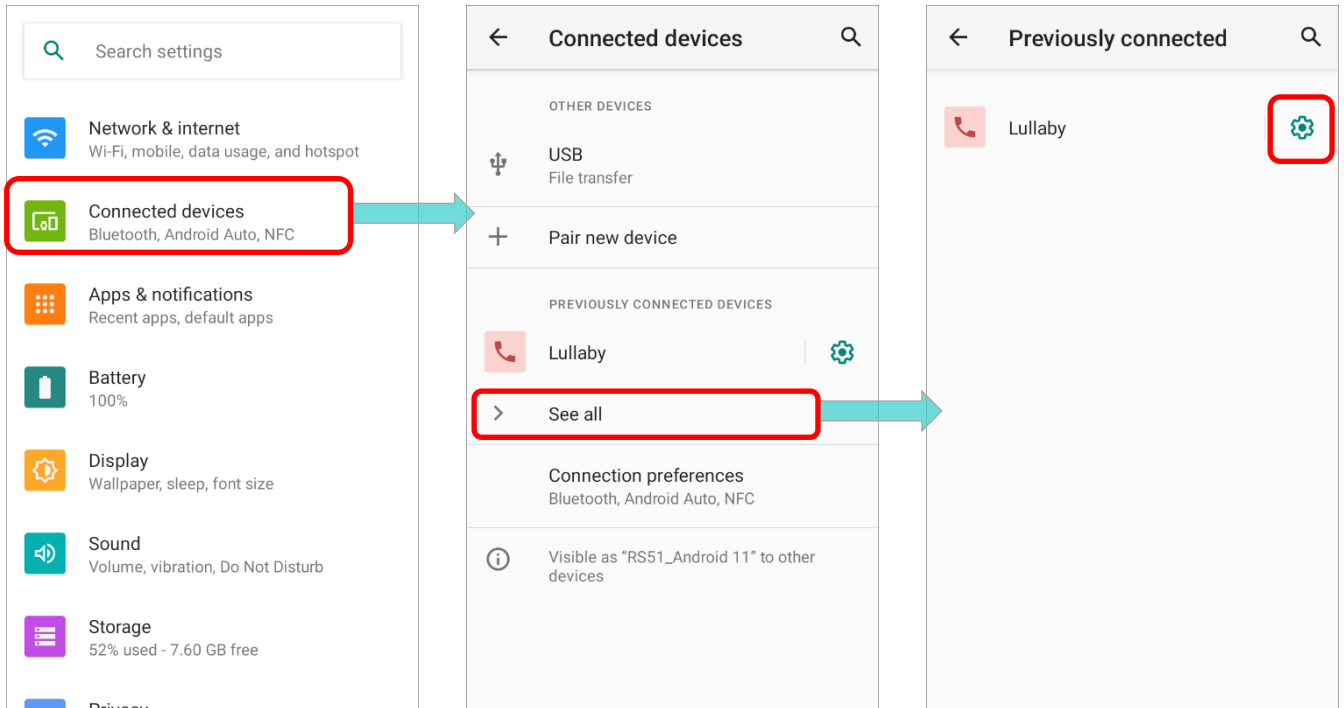 Search settings
Network & internet
Wi-Fi, mobile, data usage, and hotspot
Connected devices
Bluetooth, Android Auto, NFC
Apps & notifications
Recent apps, default apps
Battery
100%
Display
Wallpaper, sleep, font size
Sound
Volume, vibration, Do Not Disturb
Storage
52% used - 7.60 GB free
Privacy
Connected devices
OTHER DEVICES
USB
File transfer
Pair new device
PREVIOUSLY CONNECTED DEVICES
Lullaby
See all
Connection preferences
Bluetooth, Android Auto, NFC
Visible as "RS51_Android 11" to other
devices
Previously connected
Lullaby